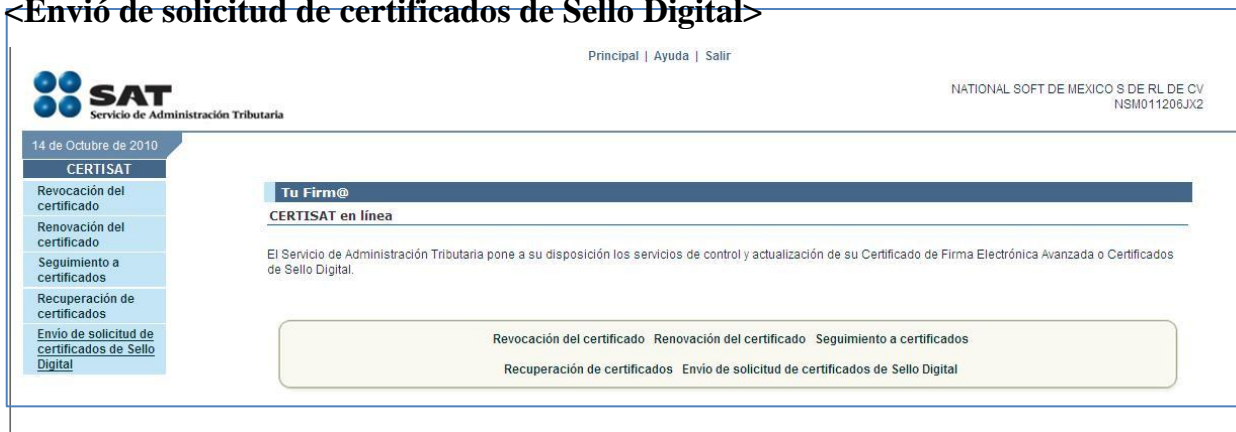 <Envió de solicitud de certificados de Sello Digital>
Principal | Ayuda | Salir
SAT
Servicio de Administración Tributaria
NATIONAL SOFT DE MEXICO S DE RL DE CV
NSM011206JX2
14 de Octubre de 2010
CERTISAT
Revocación del
certificado
Renovación del
certificado
Seguimiento a
certificados
Recuperación de
certificados
Envío de solicitud de
certificados de Sello
Digital
Tu Firm@
CERTISAT en línea
El Servicio de Administración Tributaria pone a su disposición los servicios de control y actualización de su Certificado de Firma Electrónica Avanzada o Certificados
de Sello Digital.
Revocación del certificado Renovación del certificado Seguimiento a certificados
Recuperación de certificados Envío de solicitud de certificados de Sello Digital